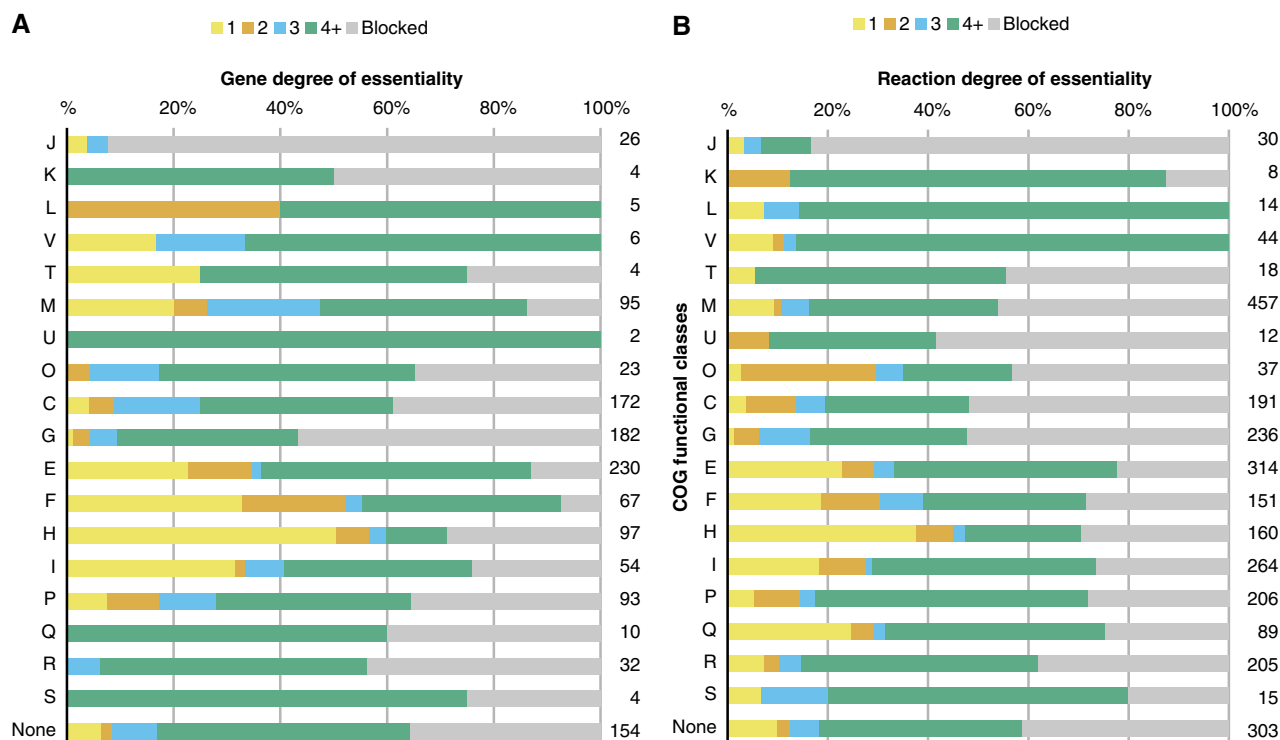 A
1 2 3 4+ Blocked
Gene degree of essentiality
% 20% 40% 60% 80% 100%
J 26
K 4
L 5
V 6
T 4
M 95
U 2
O 23
C 172
G 182
E 230
F 67
H 97
I 54
P 93
Q 10
R 32
S 4
None 154
B
1 2 3 4+ Blocked
Reaction degree of essentiality
% 20% 40% 60% 80% 100%
COG functional classes
J 30
K 8
L 14
V 44
T 18
M 457
U 12
O 37
C 191
G 236
E 314
F 151
H 160
I 264
P 206
Q 89
R 205
S 15
None 303